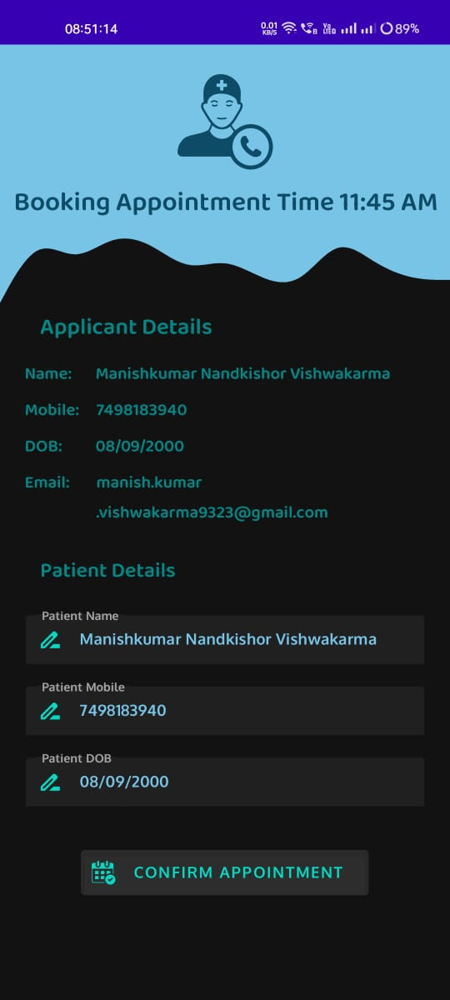 08:51:14
0.01 KB/S
Vo LTED
89%
Booking Appointment Time 11:45 AM
Applicant Details
Name: Manishkumar Nandkishor Vishwakarma
Mobile: 7498183940
DOB: 08/09/2000
Email: manish.kumar
.vishwakarma9323@gmail.com
Patient Details
Patient Name
Manishkumar Nandkishor Vishwakarma
Patient Mobile
7498183940
Patient DOB
08/09/2000
CONFIRM APPOINTMENT